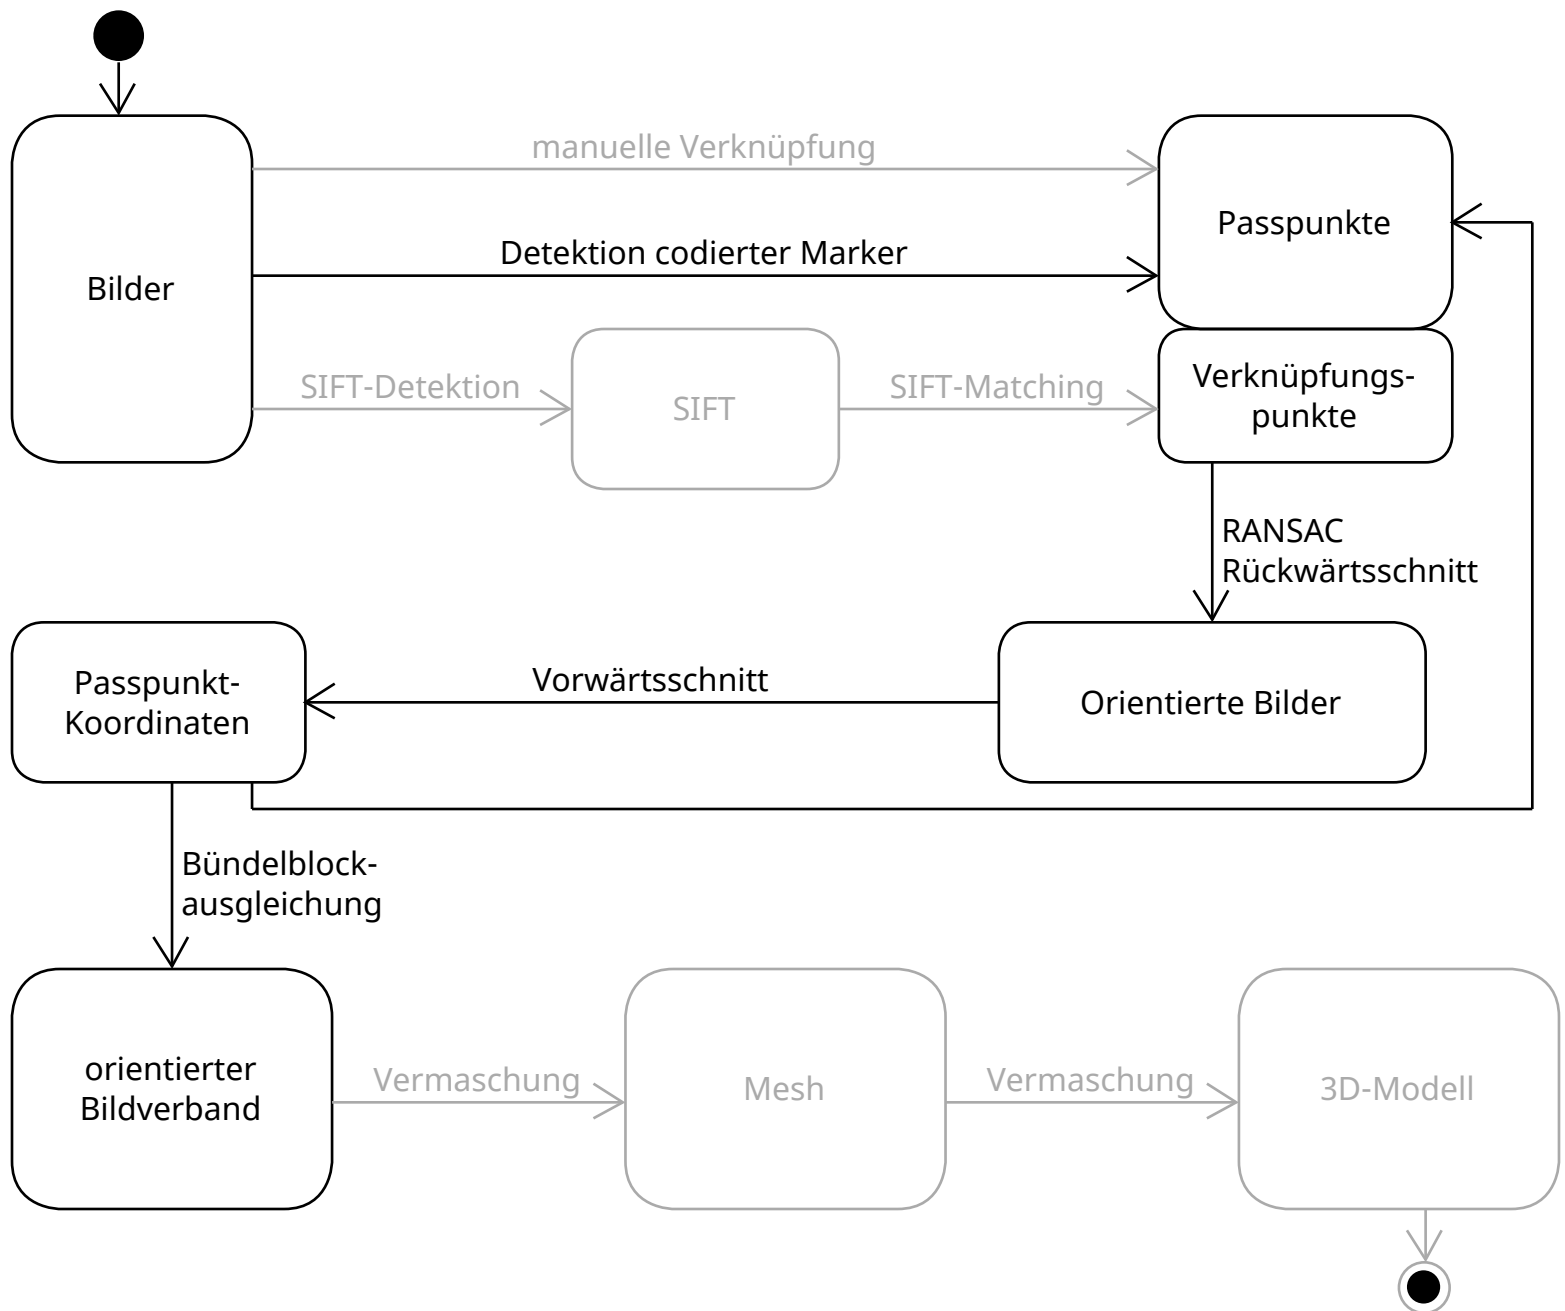 manuelle Verknüpfung
Passpunkte
Detektion codierter Marker
Bilder
SIFT-Detektion
SIFT
SIFT-Matching
Verknüpfungs-
punkte
RANSAC
Rückwärtsschnitt
Passpunkt-
Koordinaten
Vorwärtsschnitt
Orientierte Bilder
Bündelblock-
ausgleichung
orientierter
Bildverband
Vermaschung
Mesh
Vermaschung
3D-Modell